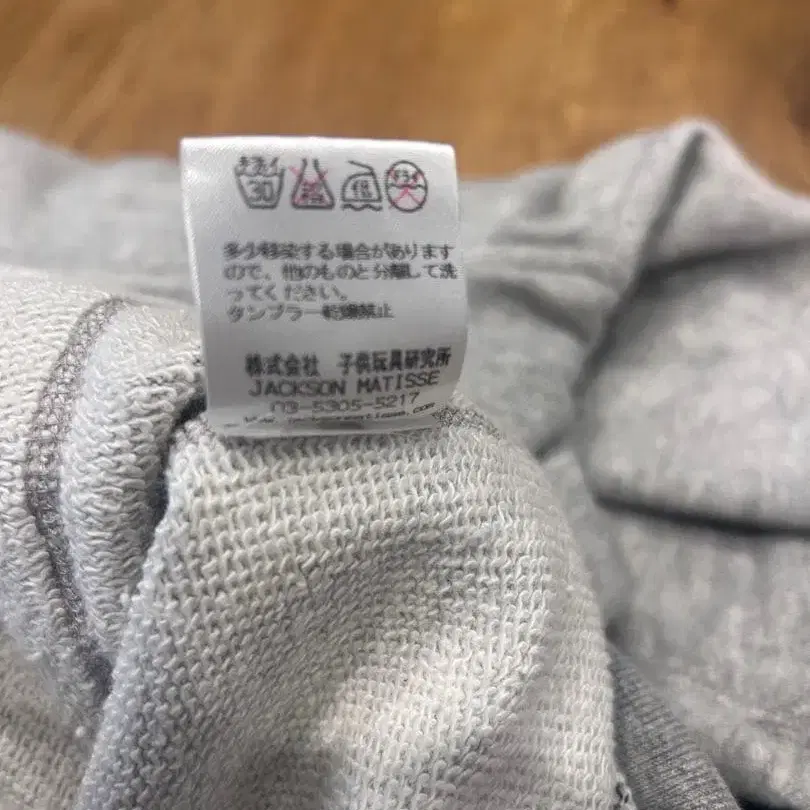 30 低
多少移染する場合があります
ので、他のものと分離して洗
ってください。
タンブラー乾燥禁止
株式会社 子供玩具研究所
JACKSON MATISSE
03-5305-5217